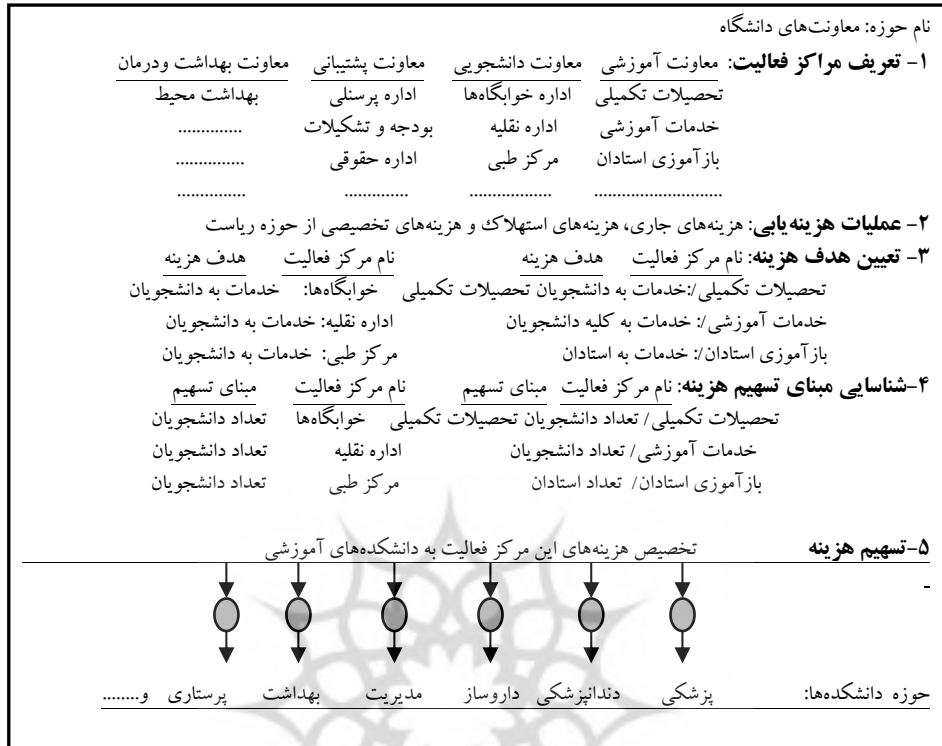 نام حوزه: معاونت‌های دانشگاه
۱- تعریف مراکز فعالیت: معاونت آموزشی معاونت دانشجویی معاونت پشتیبانی معاونت بهداشت ودرمان
تحصیلات تکمیلی اداره خوابگاه‌ها اداره پرسنلی بهداشت محیط
خدمات آموزشی اداره نقلیه بودجه و تشکیلات ..............
بازآموزی استادان مرکز طبی اداره حقوقی ...............
........................... .................. .............. ...............
۲- عملیات هزینه‌یابی: هزینه‌های جاری، هزینه‌های استهلاک و هزینه‌های تخصیصی از حوزه ریاست
۳- تعیین هدف هزینه: نام مرکز فعالیت هدف هزینه نام مرکز فعالیت هدف هزینه
تحصیلات تکمیلی/:خدمات به دانشجویان تحصیلات تکمیلی خوابگاه‌ها: خدمات به دانشجویان
خدمات آموزشی/: خدمات به کلیه دانشجویان اداره نقلیه: خدمات به دانشجویان
بازآموزی استادان/: خدمات به استادان مرکز طبی: خدمات به دانشجویان
۴-شناسایی مبنای تسهیم هزینه: نام مرکز فعالیت مبنای تسهیم نام مرکز فعالیت مبنای تسهیم
تحصیلات تکمیلی/ تعداد دانشجویان تحصیلات تکمیلی خوابگاه‌ها تعداد دانشجویان
خدمات آموزشی/ تعداد دانشجویان اداره نقلیه تعداد دانشجویان
بازآموزی استادان/ تعداد استادان مرکز طبی تعداد دانشجویان
۵-تسهیم هزینه تخصیص هزینه‌های این مرکز فعالیت به دانشکده‌های آموزشی
-
حوزه دانشکده‌ها: پزشکی دندانپزشکی داروساز مدیریت بهداشت پرستاری و........